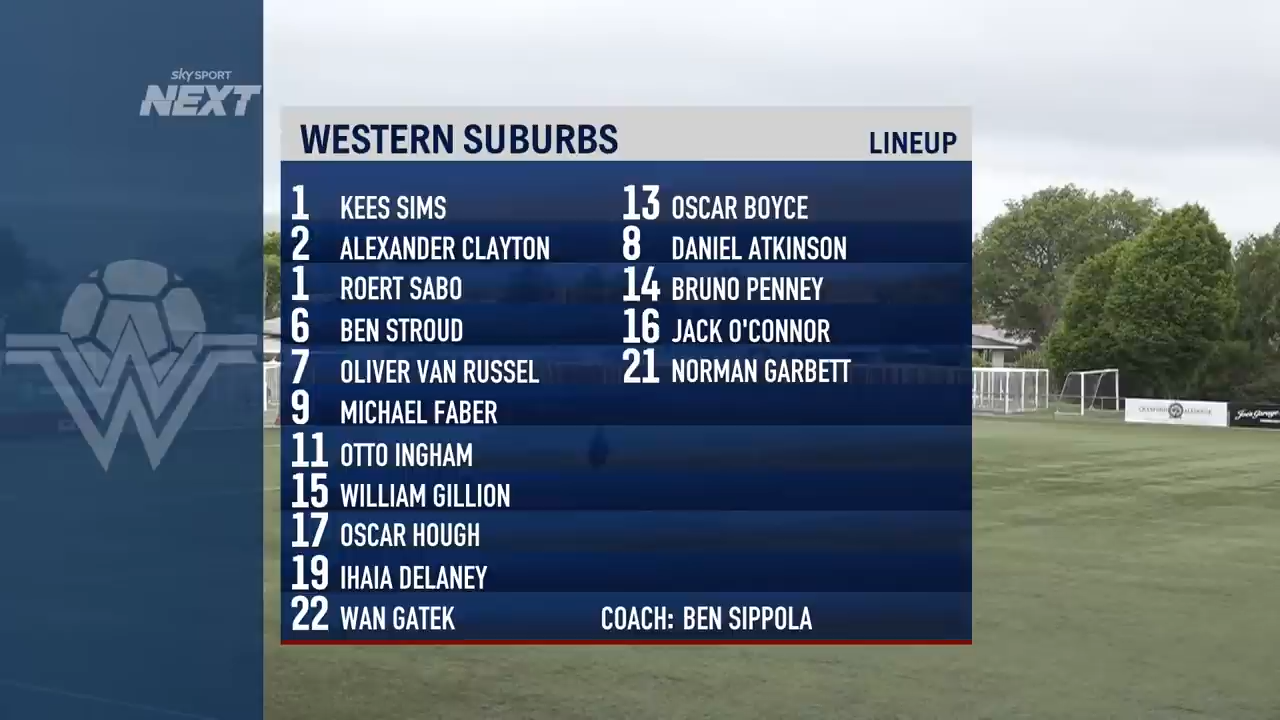 sky SPORT
NEXT
WESTERN SUBURBS
LINEUP
1 KEES SIMS
2 ALEXANDER CLAYTON
1 ROERT SABO
6 BEN STROUD
7 OLIVER VAN RUSSEL
9 MICHAEL FABER
11 OTTO INGHAM
15 WILLIAM GILLION
17 OSCAR HOUGH
19 IHAIA DELANEY
22 WAN GATEK
13 OSCAR BOYCE
8 DANIEL ATKINSON
14 BRUNO PENNEY
16 JACK O'CONNOR
21 NORMAN GARBETT
COACH: BEN SIPPOLA
W
Joe's Garage